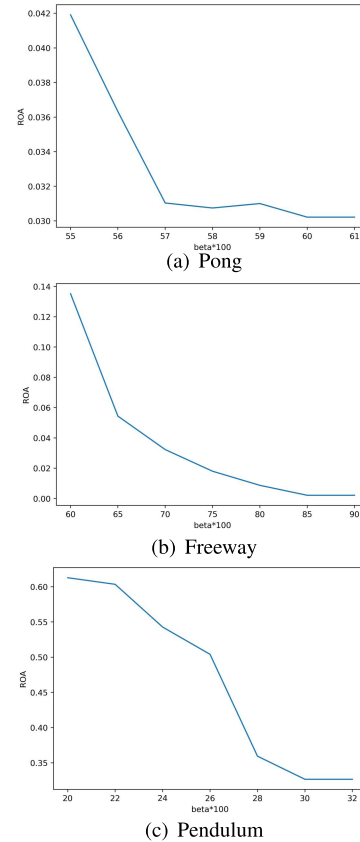 0.042
0.040
0.038
0.036
0.034
0.032
0.030
ROA
55 56 57 58 59 60 61
beta*100
(a) Pong
0.14
0.12
0.10
0.08
0.06
0.04
0.02
0.00
ROA
60 65 70 75 80 85 90
beta*100
(b) Freeway
0.60
0.55
0.50
0.45
0.40
0.35
ROA
20 22 24 26 28 30 32
beta*100
(c) Pendulum